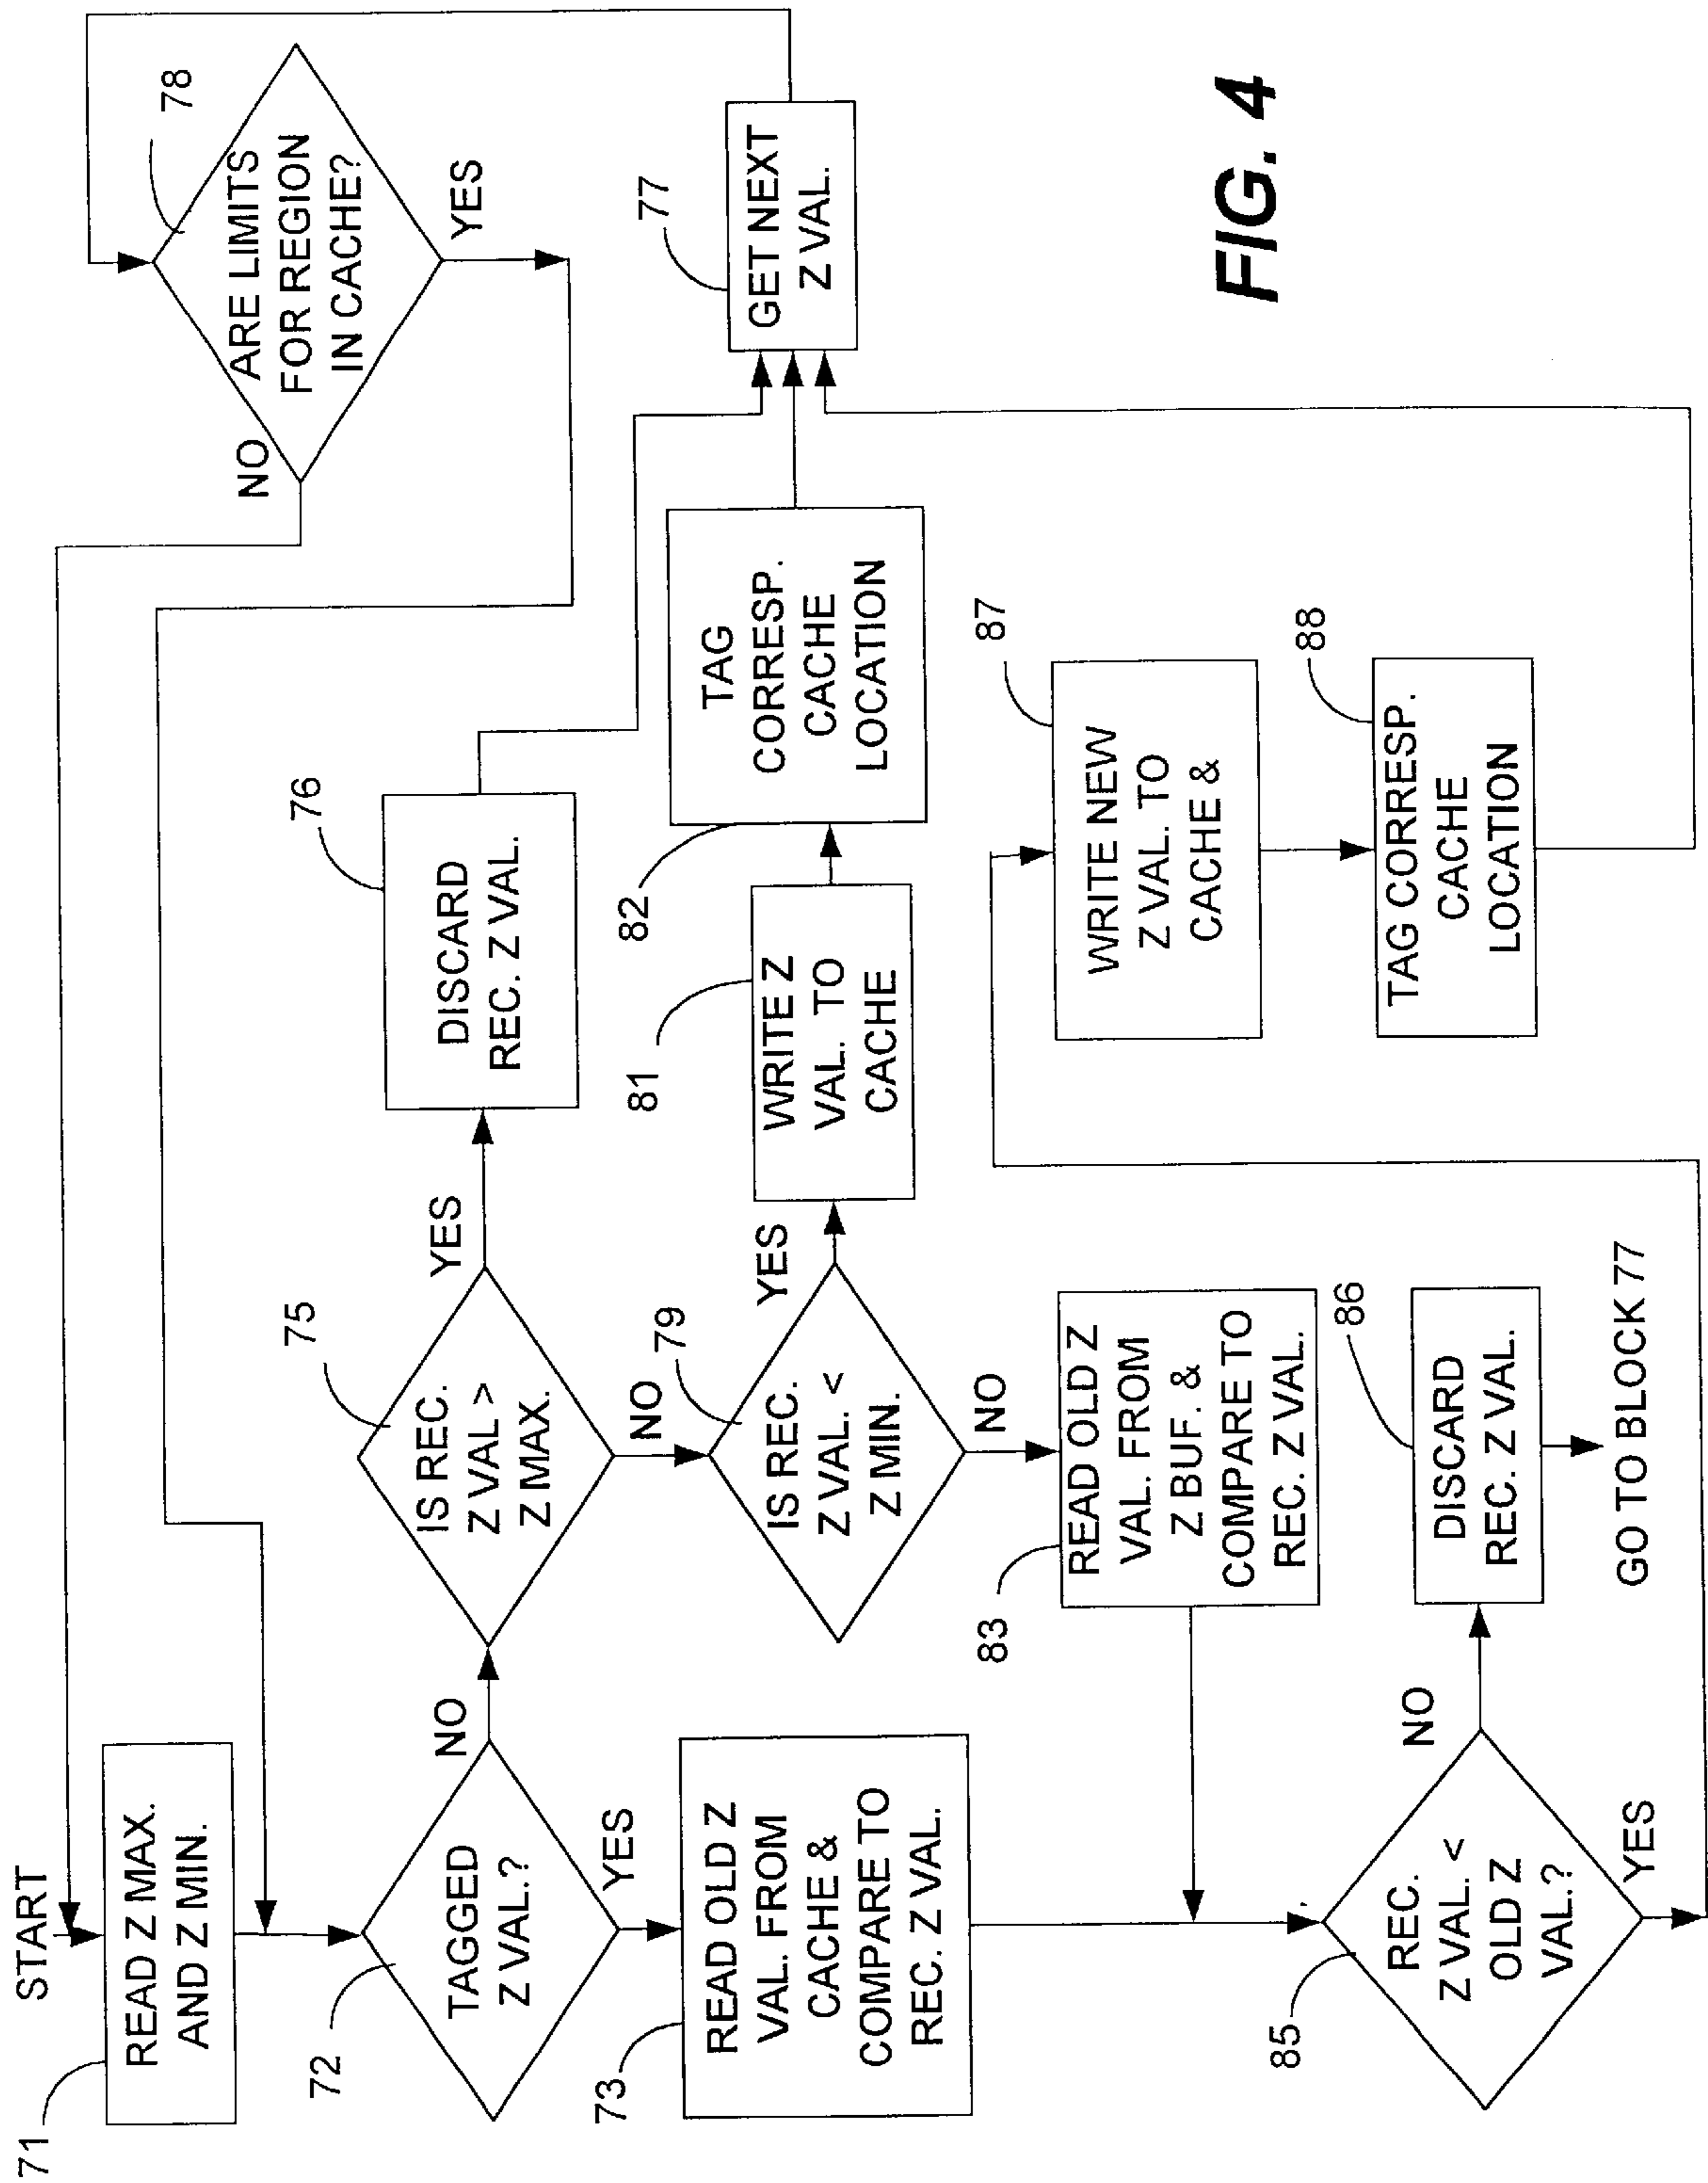 START
71
READ Z MAX.
AND Z MIN.
72
TAGGED
Z VAL.?
NO
YES
73
READ OLD Z
VAL. FROM
CACHE &
COMPARE TO
REC. Z VAL.
75
IS REC.
Z VAL >
Z MAX.
YES
NO
76
DISCARD
REC. Z VAL.
77
GET NEXT
Z VAL.
78
ARE LIMITS
FOR REGION
IN CACHE?
NO
YES
79
IS REC.
Z VAL. <
Z MIN.
YES
NO
81
WRITE Z
VAL. TO
CACHE
82
TAG
CORRESP.
CACHE
LOCATION
83
READ OLD Z
VAL. FROM
Z BUF. &
COMPARE TO
REC. Z VAL.
85
REC.
Z VAL. <
OLD Z
VAL.?
NO
YES
86
DISCARD
REC. Z VAL.
GO TO BLOCK 77
87
WRITE NEW
Z VAL. TO
CACHE &
88
TAG CORRESP.
CACHE
LOCATION
FIG. 4